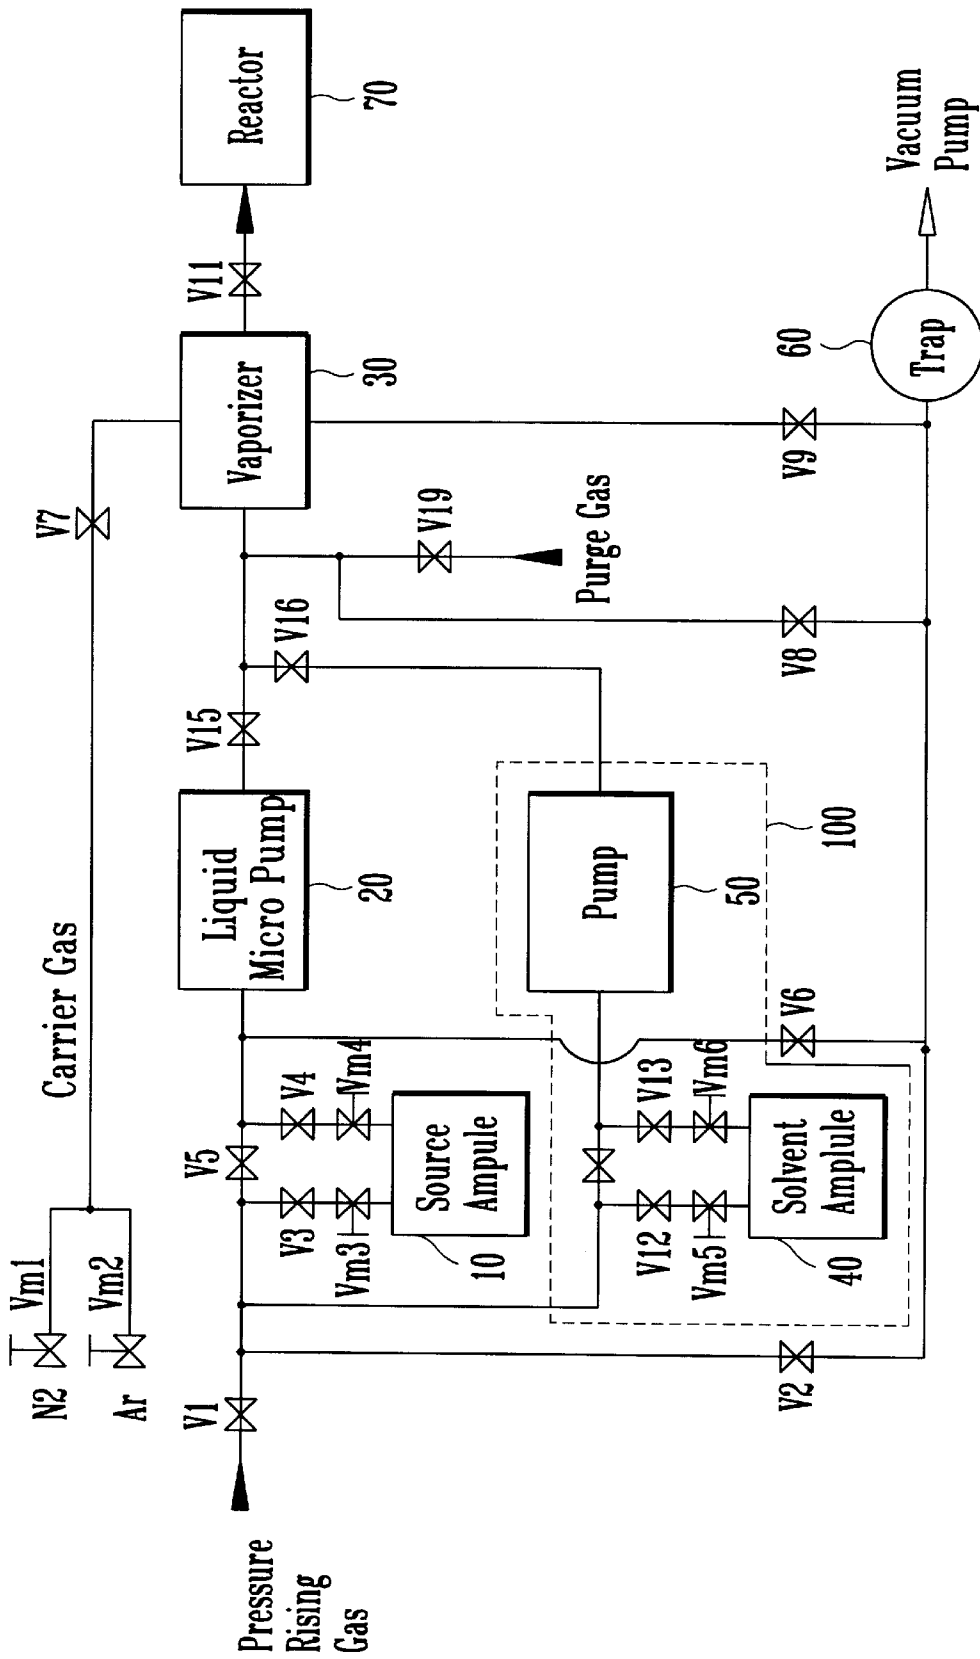 N2
Vm1
Ar
Vm2
Carrier Gas
V7
Pressure
Rising
Gas
V1
V5
V3
V4
Vm3
Vm4
Source
Ampule
10
Liquid
Micro Pump
20
V15
V16
V19
Purge Gas
Vaporizer
30
V11
Reactor
70
V12
V13
Vm5
Vm6
Solvent
Amplule
40
Pump
50
100
V2
V6
V8
V9
Trap
60
Vacuum
Pump